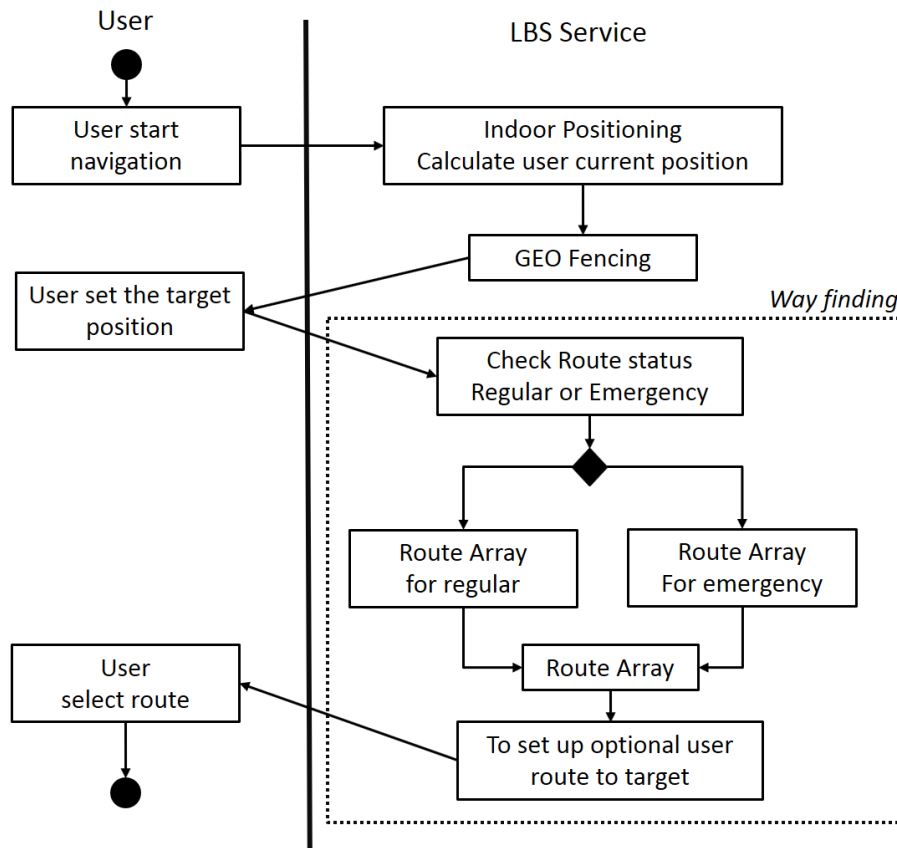 User
LBS Service
User start
navigation
Indoor Positioning
Calculate user current position
GEO Fencing
User set the target
position
Way finding
Check Route status
Regular or Emergency
Route Array
for regular
Route Array
For emergency
Route Array
User
select route
To set up optional user
route to target